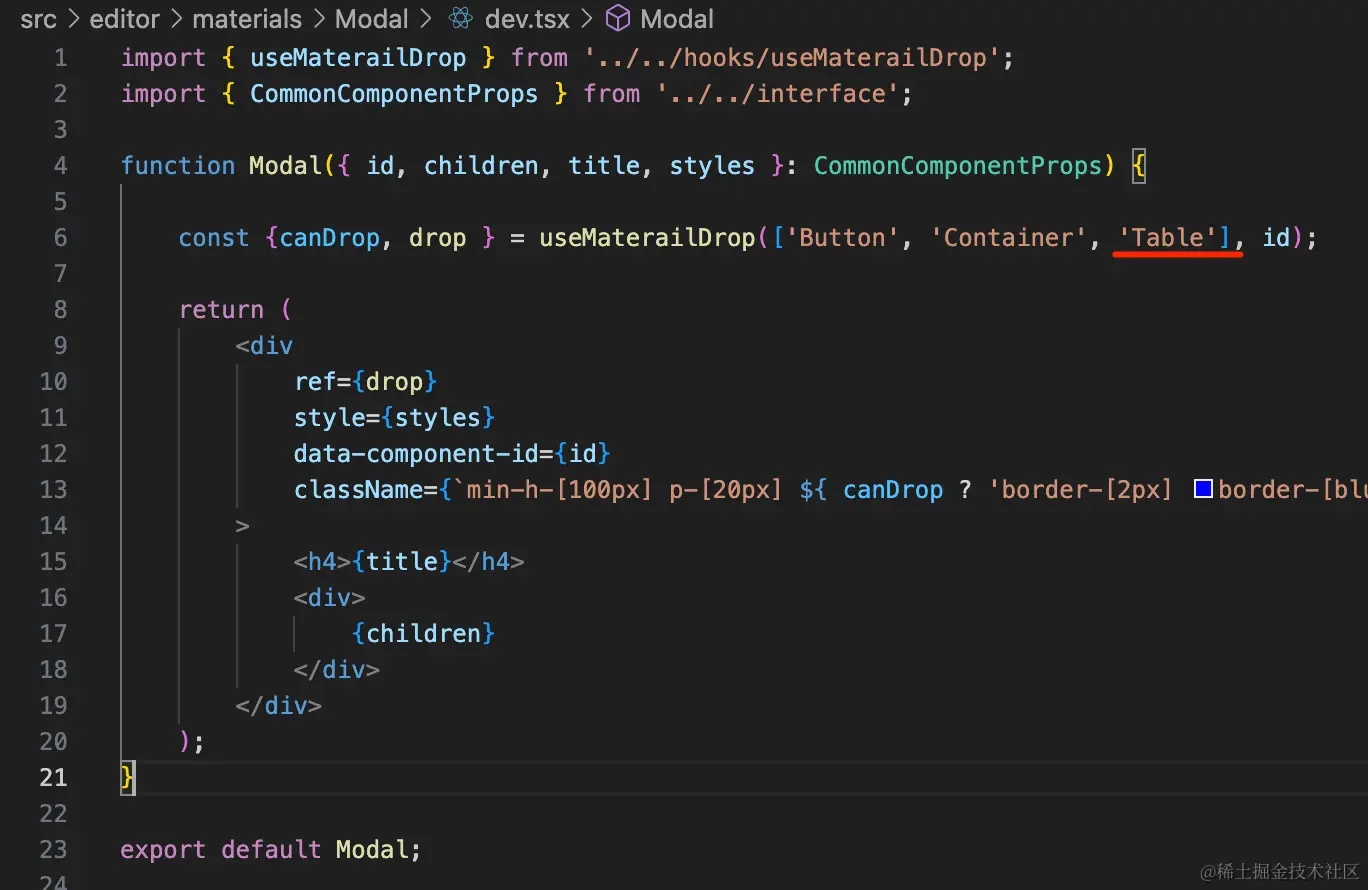 src > editor > materials > Modal > dev.tsx > Modal
1 import { useMaterailDrop } from '../../hooks/useMaterailDrop';
2 import { CommonComponentProps } from '../../interface';
3
4 function Modal({ id, children, title, styles }: CommonComponentProps) {
5
6 const {canDrop, drop } = useMaterailDrop(['Button', 'Container', 'Table'], id);
7
8 return (
9 <div
10 ref={drop}
11 style={styles}
12 data-component-id={id}
13 className={`min-h-[100px] p-[20px] ${ canDrop ? 'border-[2px] border-[blu
14 >
15 <h4>{title}</h4>
16 <div>
17 {children}
18 </div>
19 </div>
20 );
21 }
22
23 export default Modal;
24
@稀土掘金技术社区